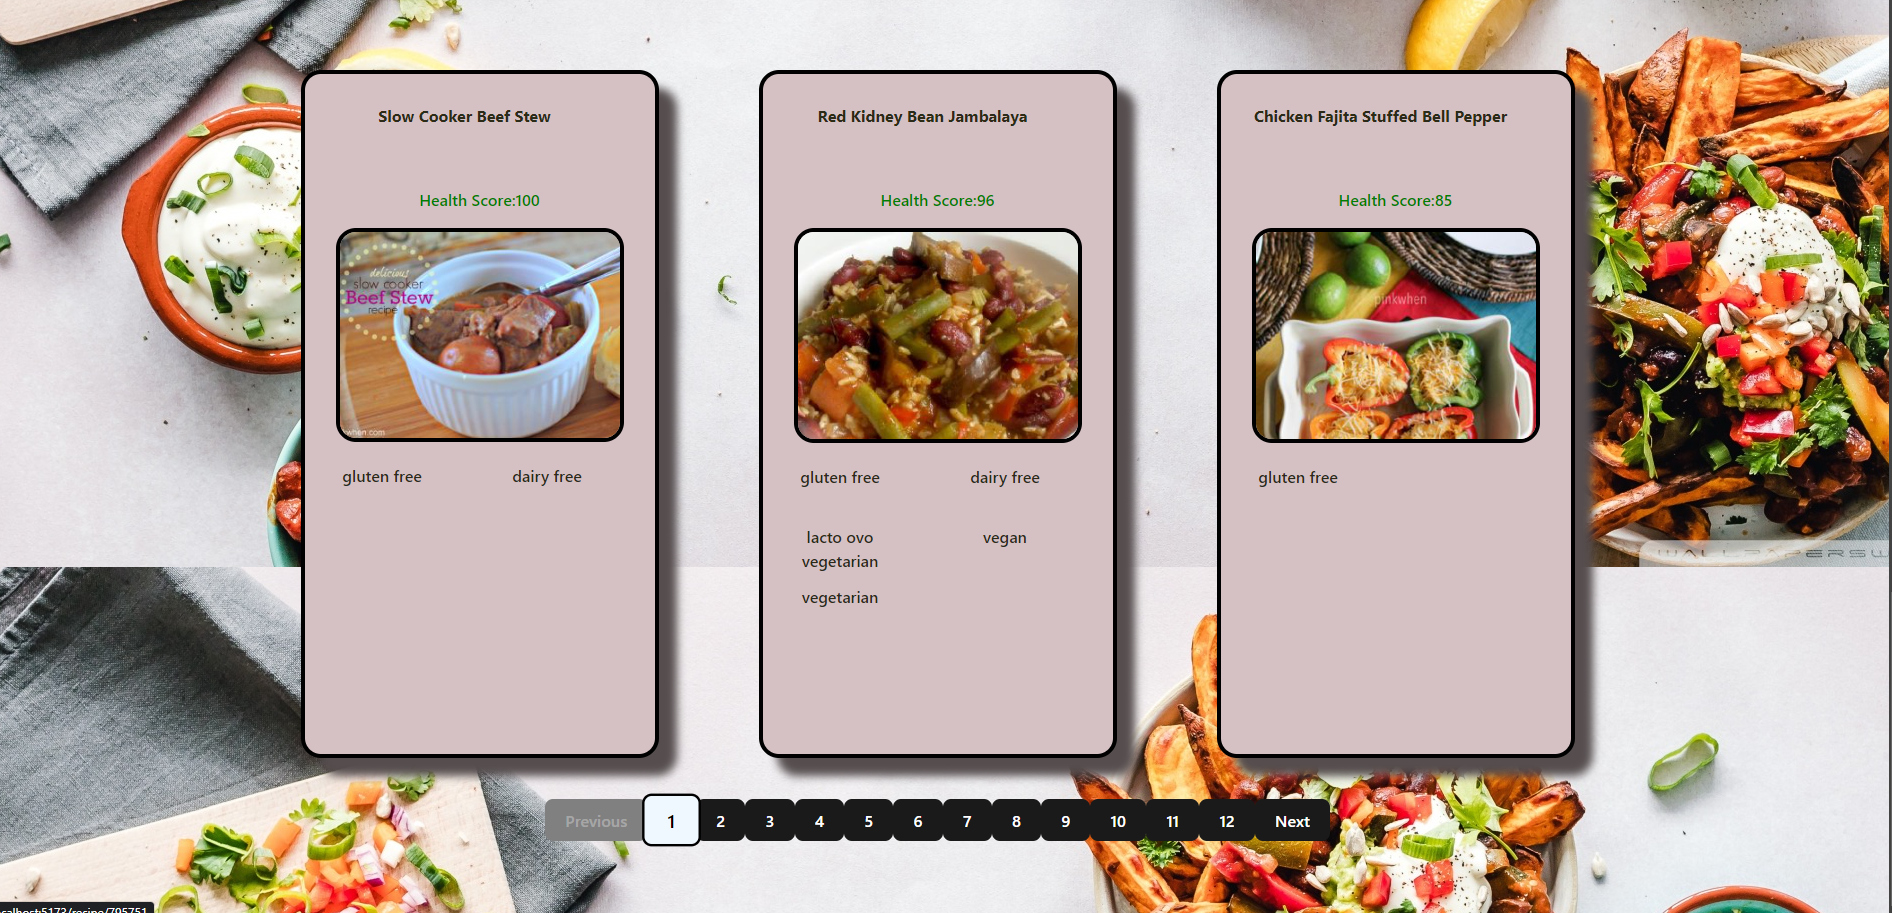 Slow Cooker Beef Stew
Health Score:100
delicious
slow cooker
Beef Stew
recipe
when.com
gluten free
dairy free
Red Kidney Bean Jambalaya
Health Score:96
gluten free
dairy free
lacto ovo
vegetarian
vegan
vegetarian
Chicken Fajita Stuffed Bell Pepper
Health Score:85
pinkwhen
gluten free
Previous 1 2 3 4 5 6 7 8 9 10 11 12 Next
calhost:5173/recipe/795751